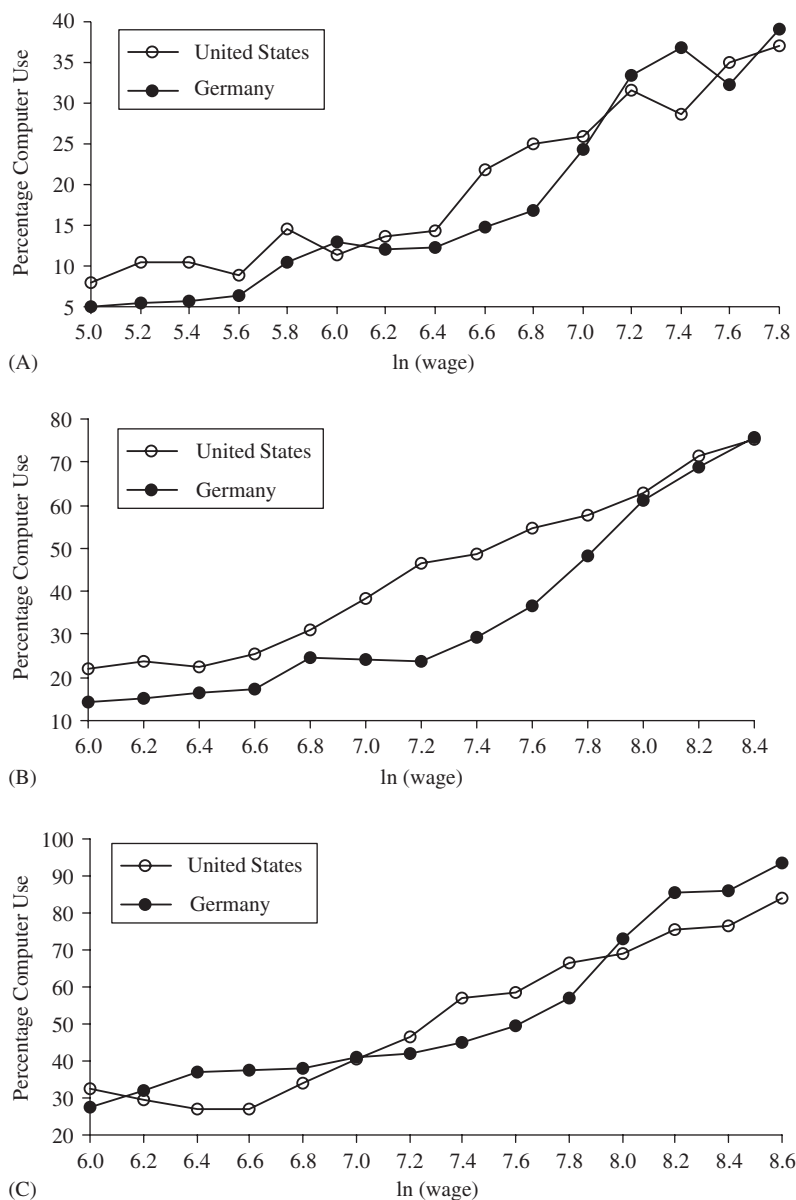 Percentage Computer Use
40
35
30
25
20
15
10
5
United States
Germany
5.0 5.2 5.4 5.6 5.8 6.0 6.2 6.4 6.6 6.8 7.0 7.2 7.4 7.6 7.8
ln (wage)
(A)
Percentage Computer Use
80
70
60
50
40
30
20
10
United States
Germany
6.0 6.2 6.4 6.6 6.8 7.0 7.2 7.4 7.6 7.8 8.0 8.2 8.4
ln (wage)
(B)
Percentage Computer Use
100
90
80
70
60
50
40
30
20
United States
Germany
6.0 6.2 6.4 6.6 6.8 7.0 7.2 7.4 7.6 7.8 8.0 8.2 8.4 8.6
ln (wage)
(C)